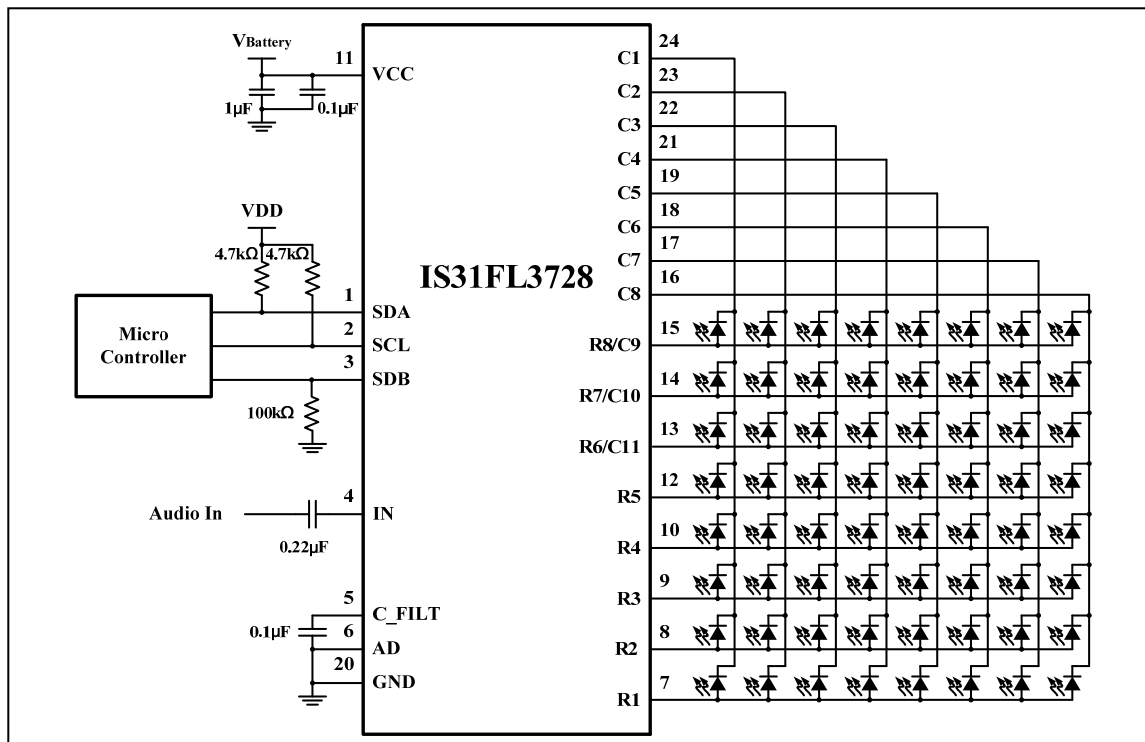 VBattery
11
VCC
1µF
0.1µF
VDD
4.7kΩ
4.7kΩ
Micro
Controller
1
SDA
2
SCL
3
SDB
100kΩ
Audio In
4
IN
0.22µF
5
C_FILT
0.1µF
6
AD
20
GND
IS31FL3728
24
C1
23
C2
22
C3
21
C4
19
C5
18
C6
17
C7
16
C8
15
R8/C9
14
R7/C10
13
R6/C11
12
R5
10
R4
9
R3
8
R2
7
R1